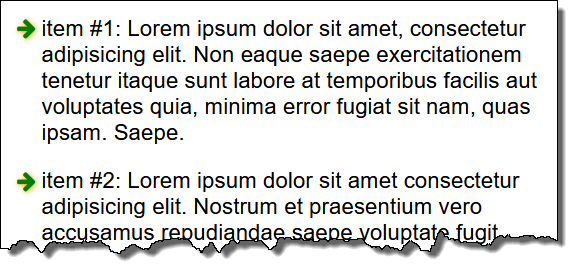 item #1: Lorem ipsum dolor sit amet, consectetur
adipisicing elit. Non eaque saepe exercitationem
tenetur itaque sunt labore at temporibus facilis aut
voluptates quia, minima error fugiat sit nam, quas
ipsam. Saepe.
item #2: Lorem ipsum dolor sit amet consectetur
adipisicing elit. Nostrum et praesentium vero
accusamus repudiandae saepe voluptate fugit